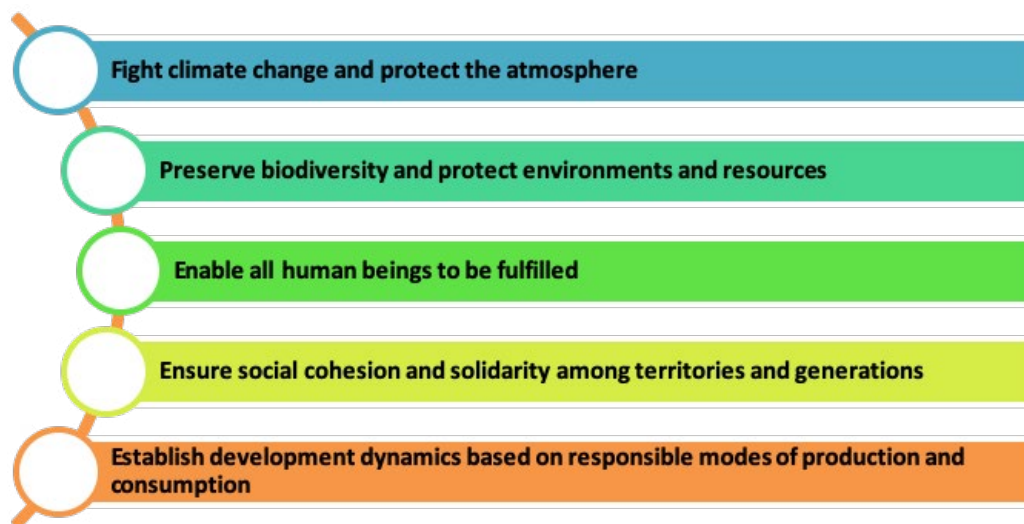 Fight climate change and protect the atmosphere
Preserve biodiversity and protect environments and resources
Enable all human beings to be fulfilled
Ensure social cohesion and solidarity among territories and generations
Establish development dynamics based on responsible modes of production and
consumption